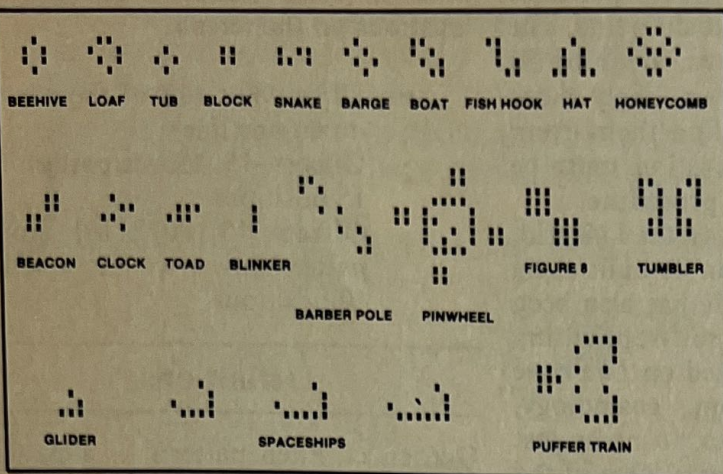 BEEHIVE LOAF TUB BLOCK SNAKE BARGE BOAT FISH HOOK HAT HONEYCOMB
BEACON CLOCK TOAD BLINKER FIGURE 8 TUMBLER
BARBER POLE PINWHEEL
GLIDER SPACESHIPS PUFFER TRAIN